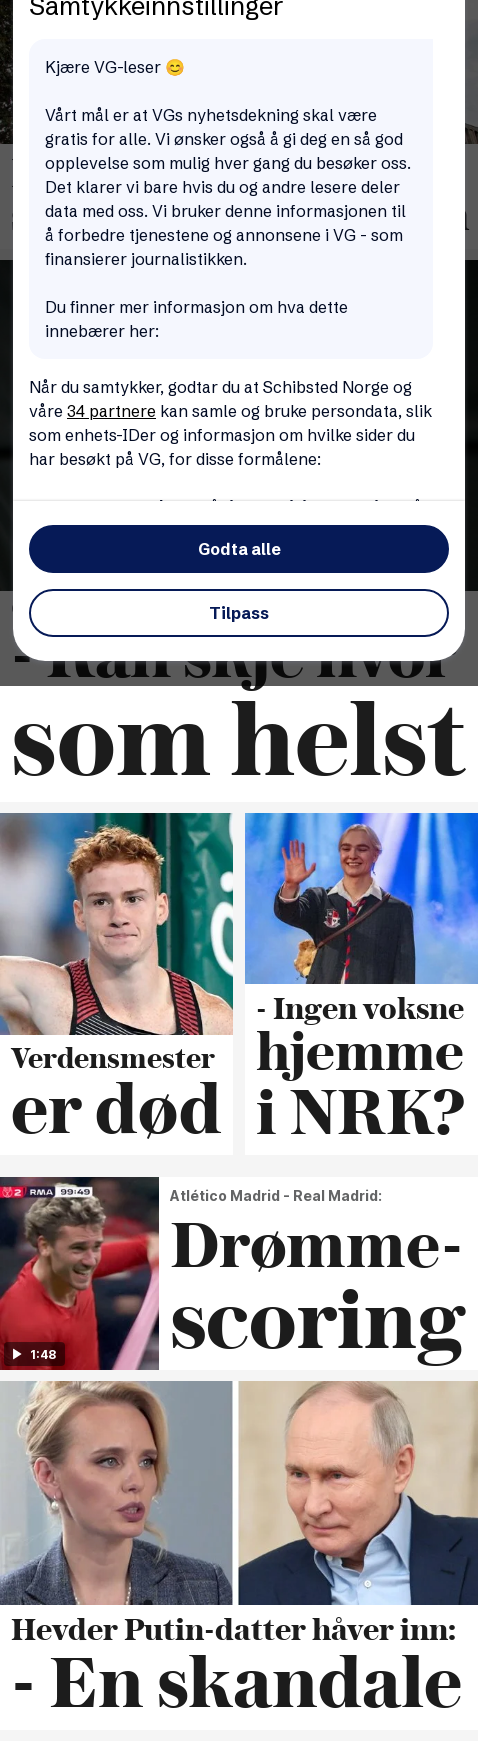 Samtykkeinnstillinger
Kjære VG-leser 😊
Vårt mål er at VGs nyhetsdekning skal være
gratis for alle. Vi ønsker også å gi deg en så god
opplevelse som mulig hver gang du besøker oss.
Det klarer vi bare hvis du og andre lesere deler
data med oss. Vi bruker denne informasjonen til
å forbedre tjenestene og annonsene i VG - som
finansierer journalistikken.
Du finner mer informasjon om hva dette
innebærer her:
Når du samtykker, godtar du at Schibsted Norge og
våre 34 partnere kan samle og bruke persondata, slik
som enhets-IDer og informasjon om hvilke sider du
har besøkt på VG, for disse formålene:
Godta alle
Tilpass
- Kan skje hvor
som helst
Verdensmester
er død
- Ingen voksne
hjemme
i NRK?
2 RMA 99:49
1:48
Atlético Madrid - Real Madrid:
Drømme-
scoring
Hevder Putin-datter håver inn:
- En skandale